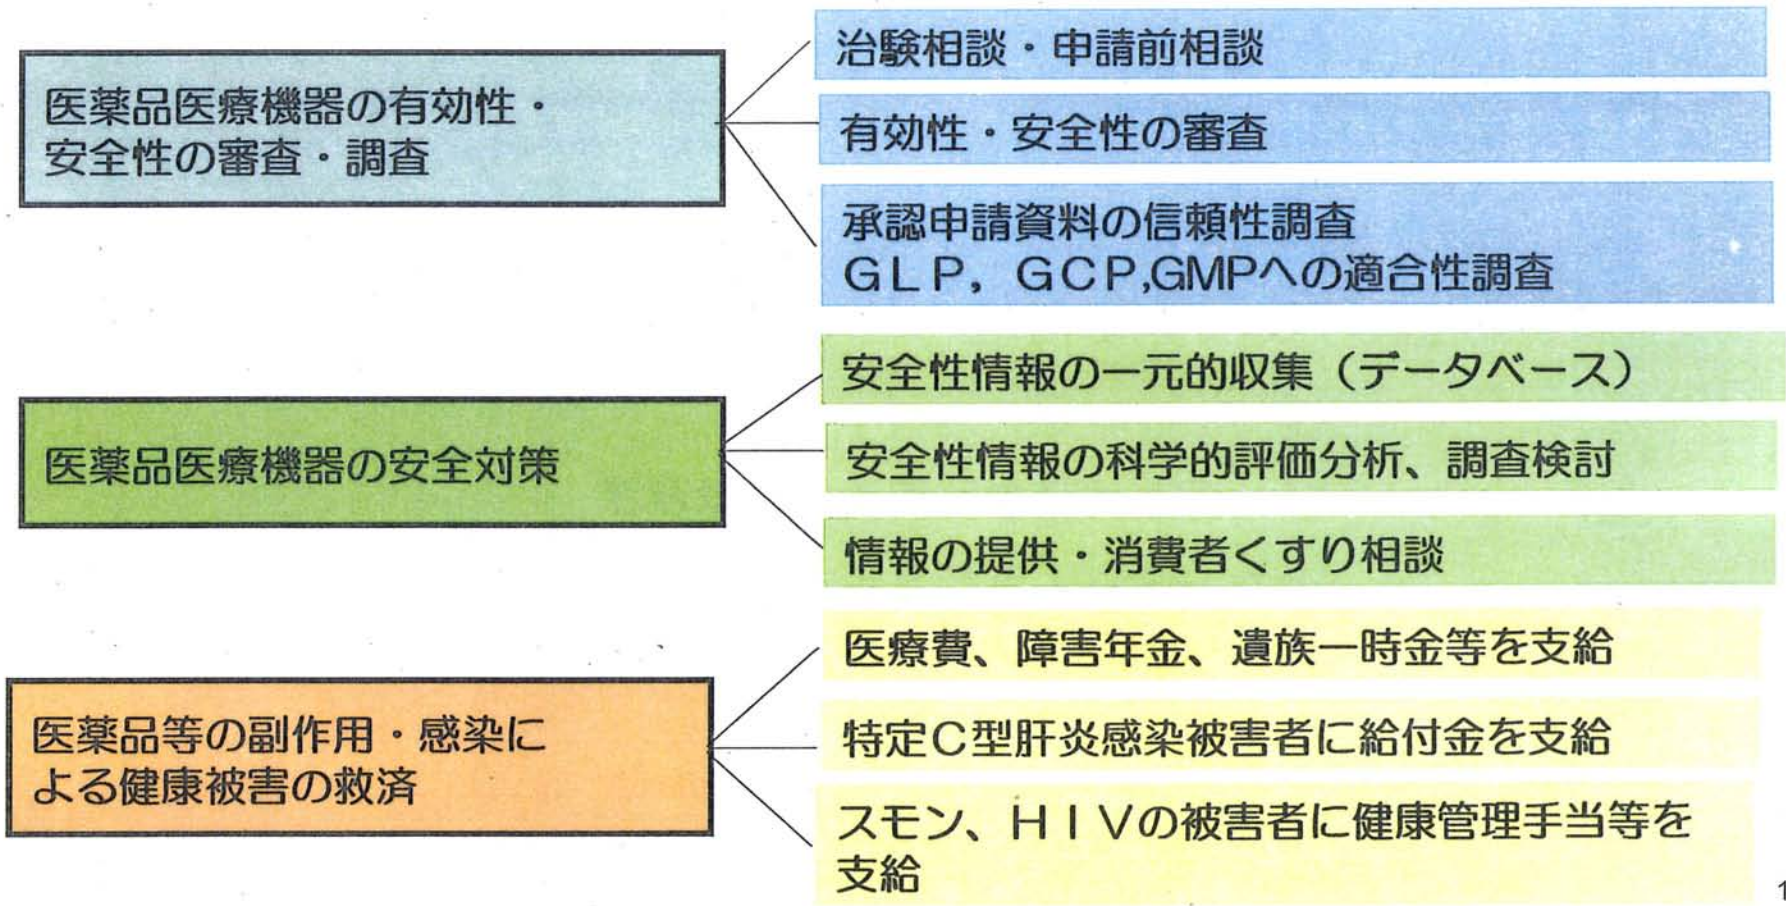 医薬品医療機器の有効性・
安全性の審査・調査
治験相談・申請前相談
有効性・安全性の審査
承認申請資料の信頼性調査
ＧＬＰ，ＧＣＰ,GMPへの適合性調査
医薬品医療機器の安全対策
安全性情報の一元的収集（データベース）
安全性情報の科学的評価分析、調査検討
情報の提供・消費者くすり相談
医薬品等の副作用・感染に
よる健康被害の救済
医療費、障害年金、遺族一時金等を支給
特定Ｃ型肝炎感染被害者に給付金を支給
スモン、ＨＩＶの被害者に健康管理手当等を
支給
1